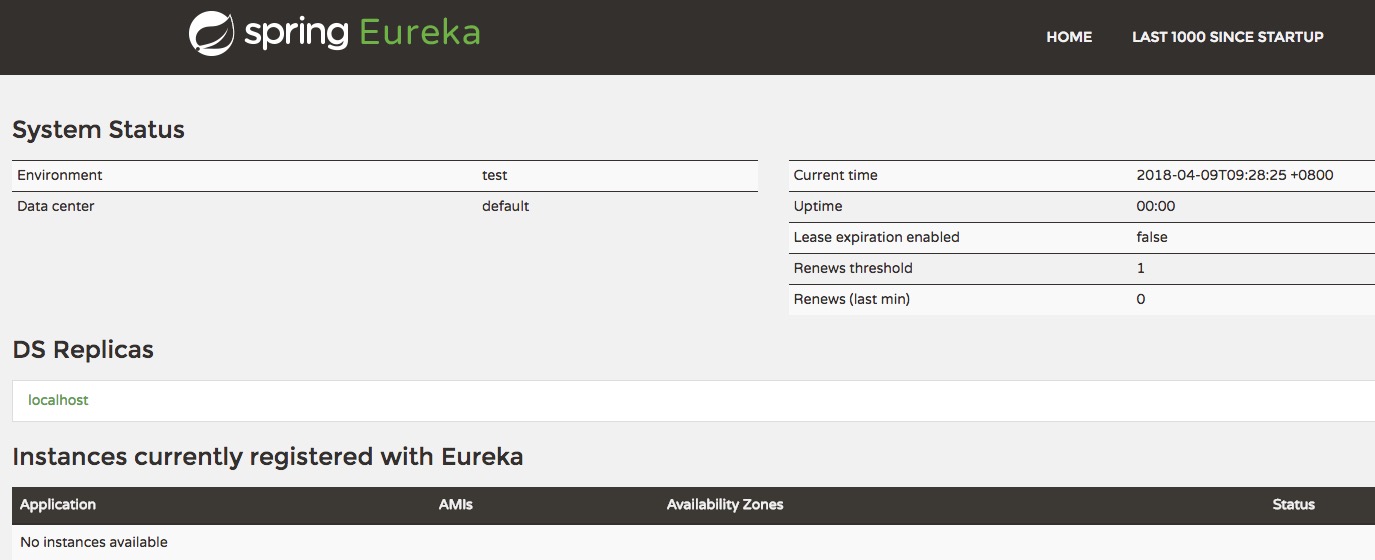 spring Eureka
HOME LAST 1000 SINCE STARTUP
System Status
Environment test
Data center default
Current time 2018-04-09T09:28:25 +0800
Uptime 00:00
Lease expiration enabled false
Renews threshold 1
Renews (last min) 0
DS Replicas
localhost
Instances currently registered with Eureka
Application AMIs Availability Zones Status
No instances available